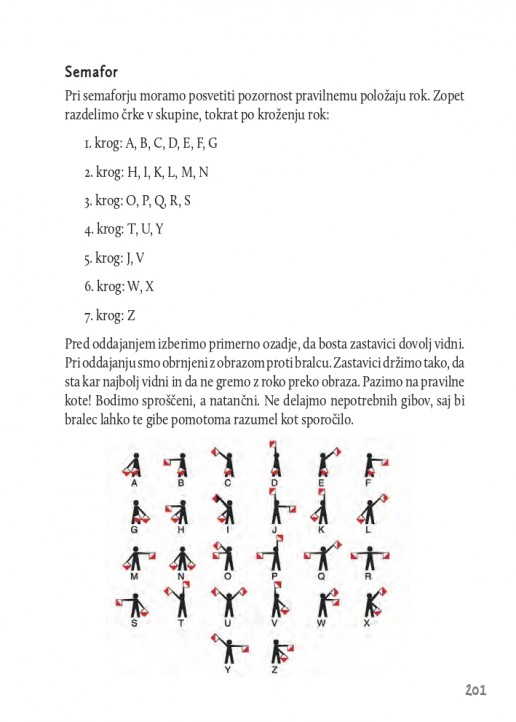 Semafor
Pri semaforju moramo posvetiti pozornost pravilnemu položaju rok. Zopet
razdelimo črke v skupine, tokrat po kroženju rok:
1. krog: A, B, C, D, E, F, G
2. krog: H, I, K, L, M, N
3. krog: O, P, Q, R, S
4. krog: T, U, Y
5. krog: J, V
6. krog: W, X
7. krog: Z
Pred oddajanjem izberimo primerno ozadje, da bosta zastavici dovolj vidni.
Pri oddajanju smo obrnjeni z obrazom proti bralcu. Zastavici držimo tako, da
sta kar najbolj vidni in da ne gremo z roko preko obraza. Pazimo na pravilne
kote! Bodimo sproščeni, a natančni. Ne delajmo nepotrebnih gibov, saj bi
bralec lahko te gibe pomotoma razumel kot sporočilo.
A B C D E F
G H I J K L
M N O P Q R
S T U V W X
Y Z
201